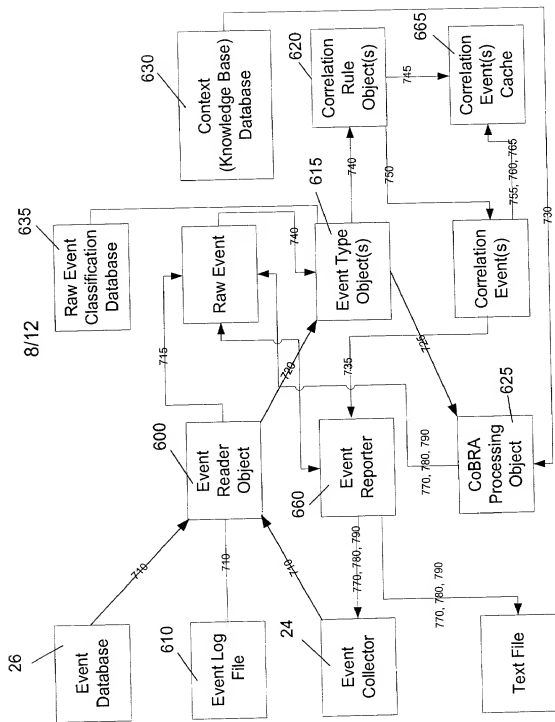 8/12
26
Event
Database
610
Event Log
File
24
Event
Collector
Text File
710
710
710
600
Event
Reader
Object
715
720
660
Event
Reporter
770, 780, 790
770, 780, 790
770, 780, 790
635
Raw Event
Classification
Database
Raw Event
740
615
Event Type
Object(s)
725
735
625
CoBRA
Processing
Object
630
Context
(Knowledge Base)
Database
620
Correlation
Rule
Object(s)
740
745
750
665
Correlation
Event(s)
Cache
755, 760, 765
Correlation
Event(s)
730